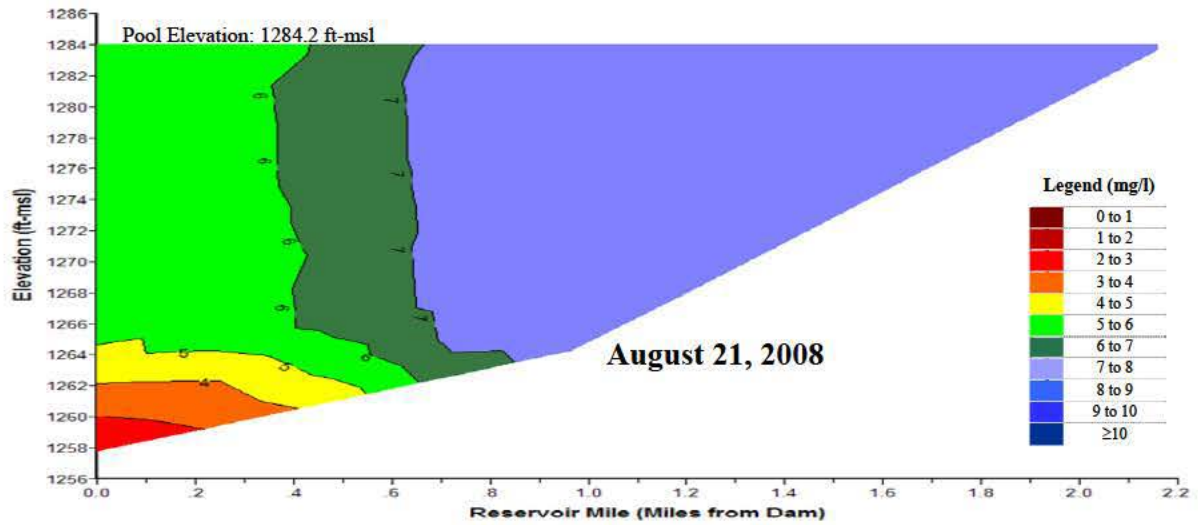 1286
Pool Elevation: 1284.2 ft-msl
1284
1282
1280
1278
1276
1274
1272
1270
1268
1266
1264
1262
1260
1258
1256
Elevation (ft-msl)
6
6
6
6
6
7
7
7
7
5
5
4
August 21, 2008
Legend (mg/l)
0 to 1
1 to 2
2 to 3
3 to 4
4 to 5
5 to 6
6 to 7
7 to 8
8 to 9
9 to 10
≥10
0.0 .2 .4 .6 .8 1.0 1.2 1.4 1.6 1.8 2.0 2.2
Reservoir Mile (Miles from Dam)